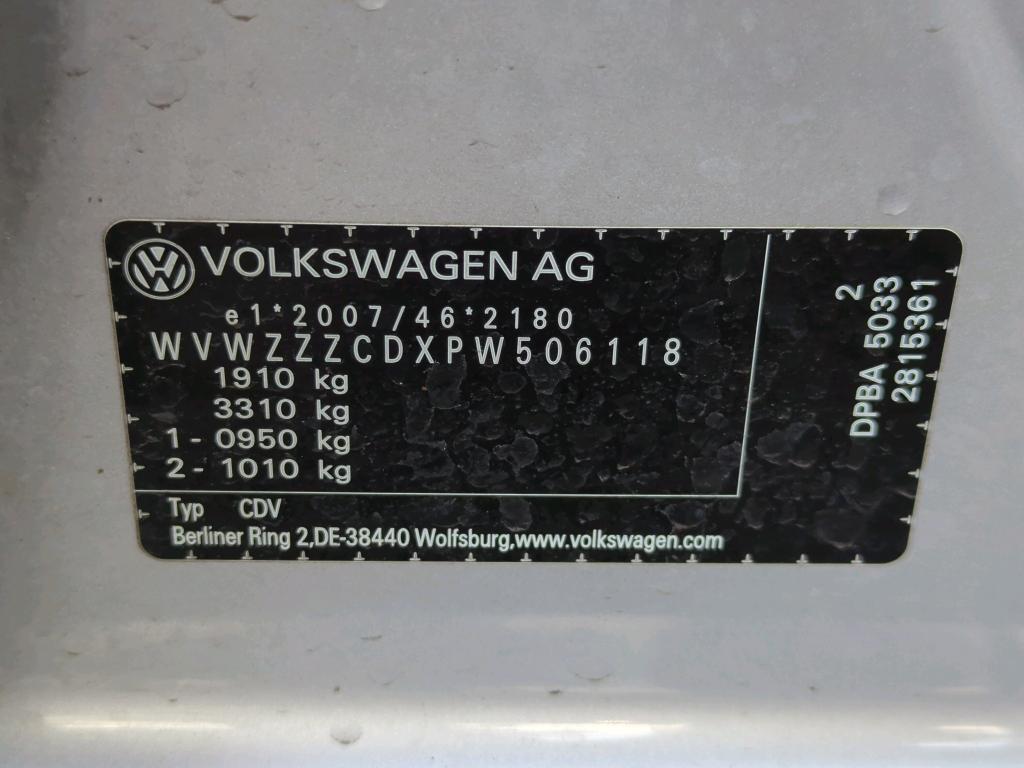 VOLKSWAGEN AG
e1*2007/46*2180
WVWZZZCDXPW506118
1910 kg
3310 kg
1 - 0950 kg
2 - 1010 kg
Typ CDV
Berliner Ring 2,DE-38440 Wolfsburg,www.volkswagen.com
2
DPBA 5033
2815361